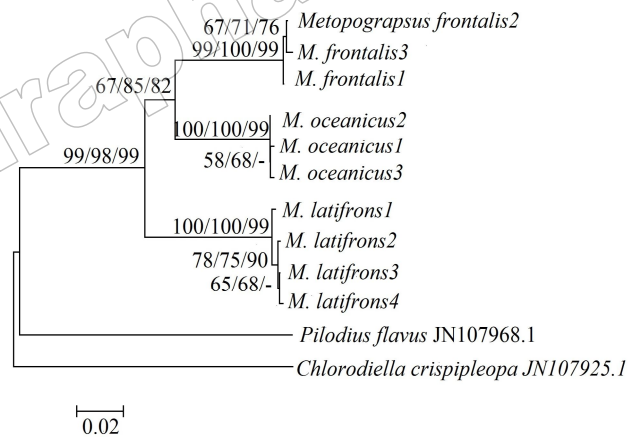 Metopograpsus frontalis2
67/71/76
99/100/99
M. frontalis3
M. frontalis1
67/85/82
M. oceanicus2
100/100/99
M. oceanicus1
58/68/-
M. oceanicus3
99/98/99
M. latifrons1
100/100/99
M. latifrons2
78/75/90
M. latifrons3
65/68/-
M. latifrons4
Pilodius flavus JN107968.1
Chlorodiella crispipleopa JN107925.1
0.02